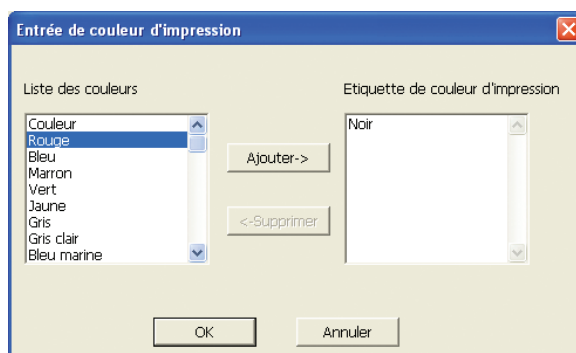 Entrée de couleur d'impression
Liste des couleurs
Couleur
Rouge
Bleu
Marron
Vert
Jaune
Gris
Gris clair
Bleu marine
Ajouter->
<-Supprimer
Etiquette de couleur d'impression
Noir
OK
Annuler